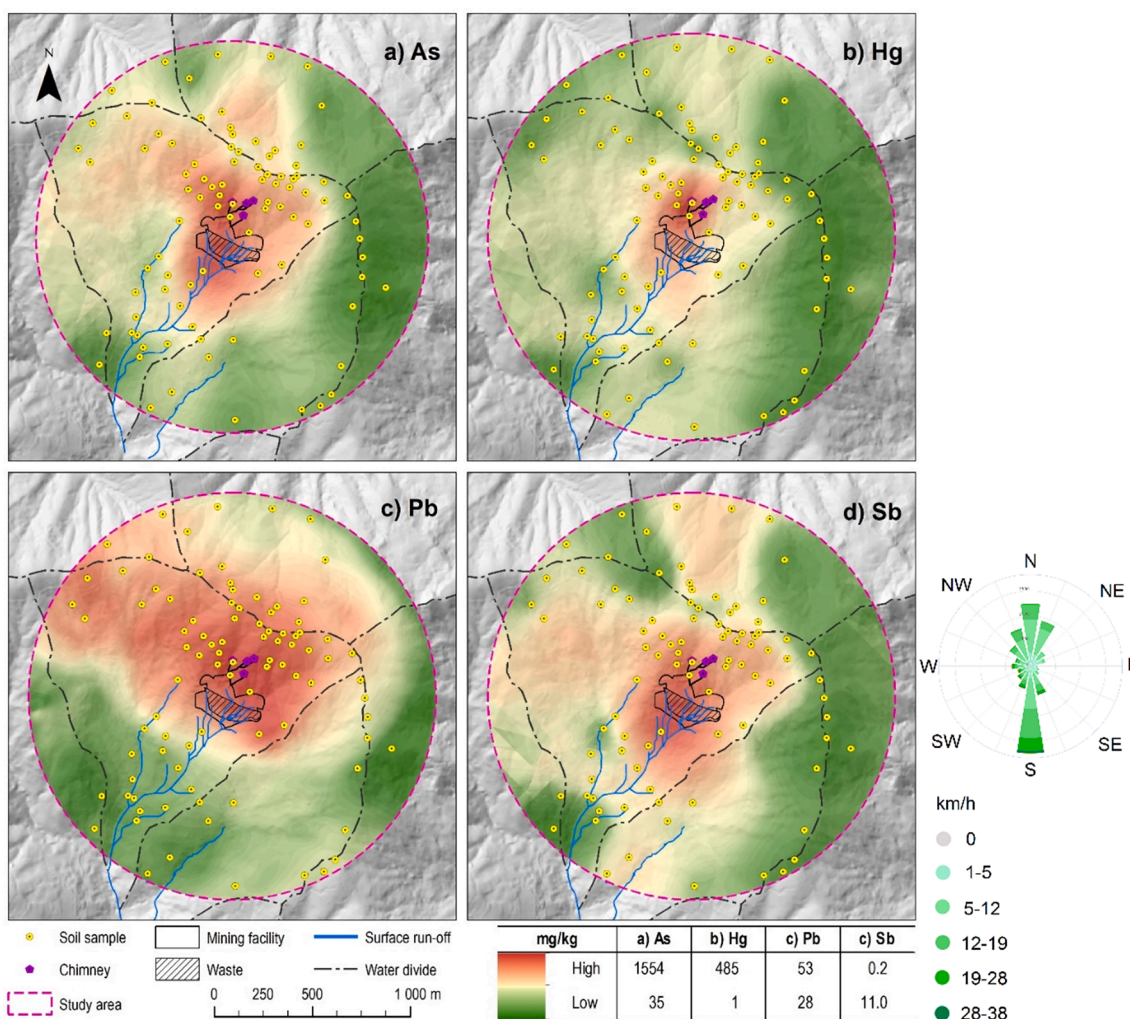 N
a) As
b) Hg
c) Pb
d) Sb
N
NW
NE
W
SW
SE
S
km/h
0
1-5
5-12
12-19
19-28
28-38
Soil sample
Mining facility
Surface run-off
Chimney
Waste
Water divide
Study area
0 250 500 1 000 m
mg/kg a) As b) Hg c) Pb c) Sb
High 1554 485 53 0.2
Low 35 1 28 11.0